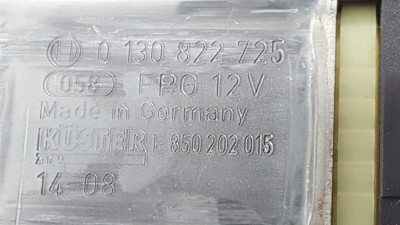 0 130 822 725
058 FPG 12V
Made in Germany
KÜSTER 850 202 015
14 08